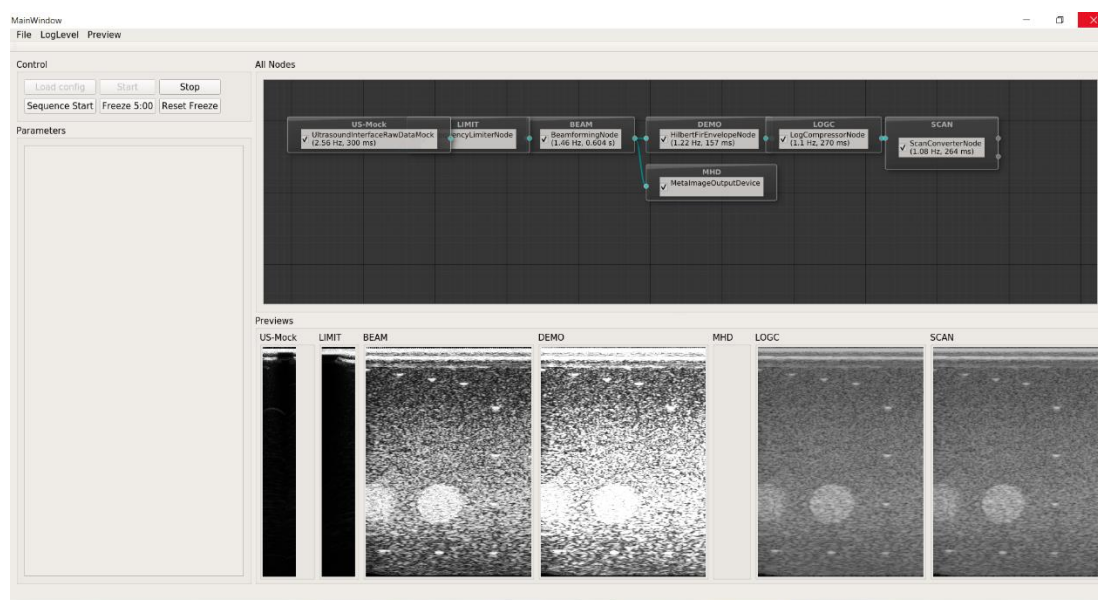 MainWindow
File LogLevel Preview
Control
Load config Start Stop
Sequence Start Freeze 5:00 Reset Freeze
Parameters
All Nodes
US-Mock
UltrasoundInterfaceRawDataMock
(2.56 Hz, 300 ms)
LIMIT
encyLimiterNode
BEAM
BeamformingNode
(1.46 Hz, 0.604 s)
DEMO
HilbertFirEnvelopeNode
(1.22 Hz, 157 ms)
LOGC
LogCompressorNode
(1.1 Hz, 270 ms)
SCAN
ScanConverterNode
(1.08 Hz, 264 ms)
MHD
MetaImageOutputDevice
Previews
US-Mock LIMIT BEAM DEMO MHD LOGC SCAN